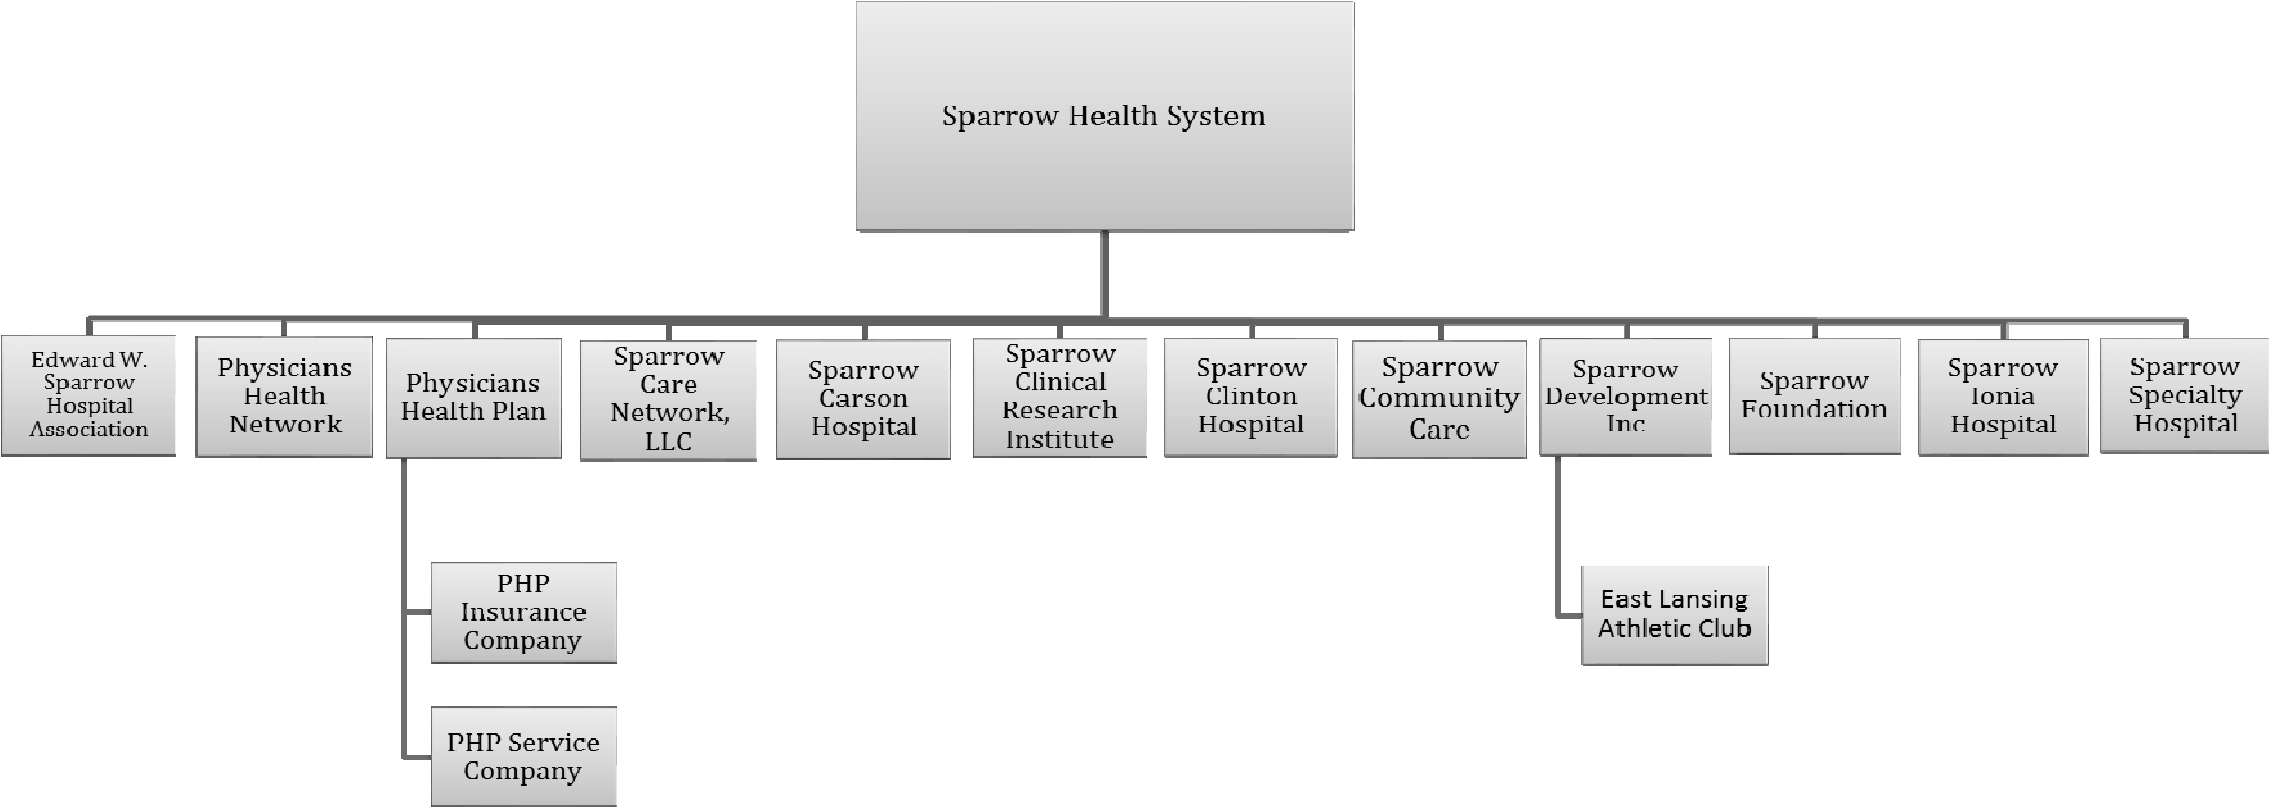 Sparrow Health System
Edward W.
Sparrow
Hospital
Association
Physicians
Health
Network
Physicians
Health Plan
Sparrow
Care
Network,
LLC
Sparrow
Carson
Hospital
Sparrow
Clinical
Research
Institute
Sparrow
Clinton
Hospital
Sparrow
Community
Care
Sparrow
Development
Inc
Sparrow
Foundation
Sparrow
Ionia
Hospital
Sparrow
Specialty
Hospital
PHP
Insurance
Company
PHP Service
Company
East Lansing
Athletic Club